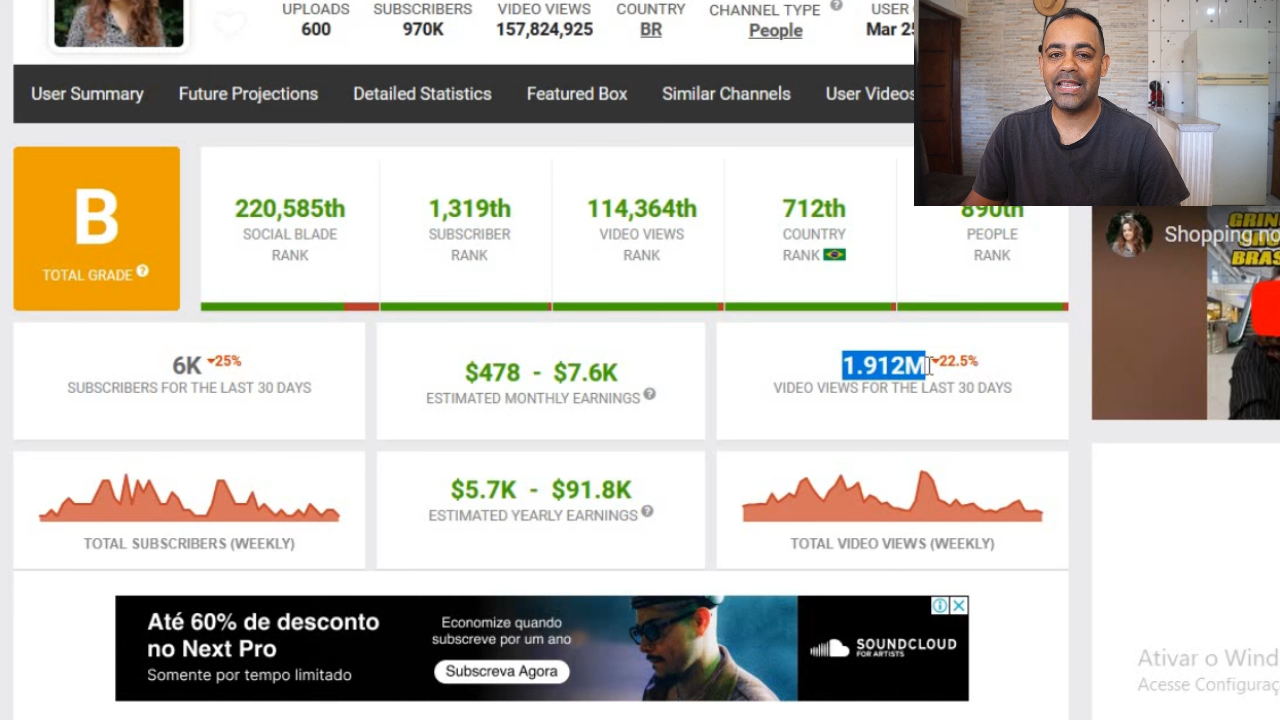 UPLOADS
600
SUBSCRIBERS
970K
VIDEO VIEWS
157,824,925
COUNTRY
BR
CHANNEL TYPE
People
USER
Mar 25
User Summary
Future Projections
Detailed Statistics
Featured Box
Similar Channels
User Videos
B
TOTAL GRADE
220,585th
SOCIAL BLADE
RANK
1,319th
SUBSCRIBER
RANK
114,364th
VIDEO VIEWS
RANK
712th
COUNTRY
RANK
890th
PEOPLE
RANK
Shopping no
6K 25%
SUBSCRIBERS FOR THE LAST 30 DAYS
$478 - $7.6K
ESTIMATED MONTHLY EARNINGS
1.912M 22.5%
VIDEO VIEWS FOR THE LAST 30 DAYS
TOTAL SUBSCRIBERS (WEEKLY)
$5.7K - $91.8K
ESTIMATED YEARLY EARNINGS
TOTAL VIDEO VIEWS (WEEKLY)
Até 60% de desconto
no Next Pro
Somente por tempo limitado
Economize quando
subscreve por um ano
Subscreva Agora
SOUNDCLOUD
FOR ARTISTS
Ativar o Wind
Acesse Configuraç